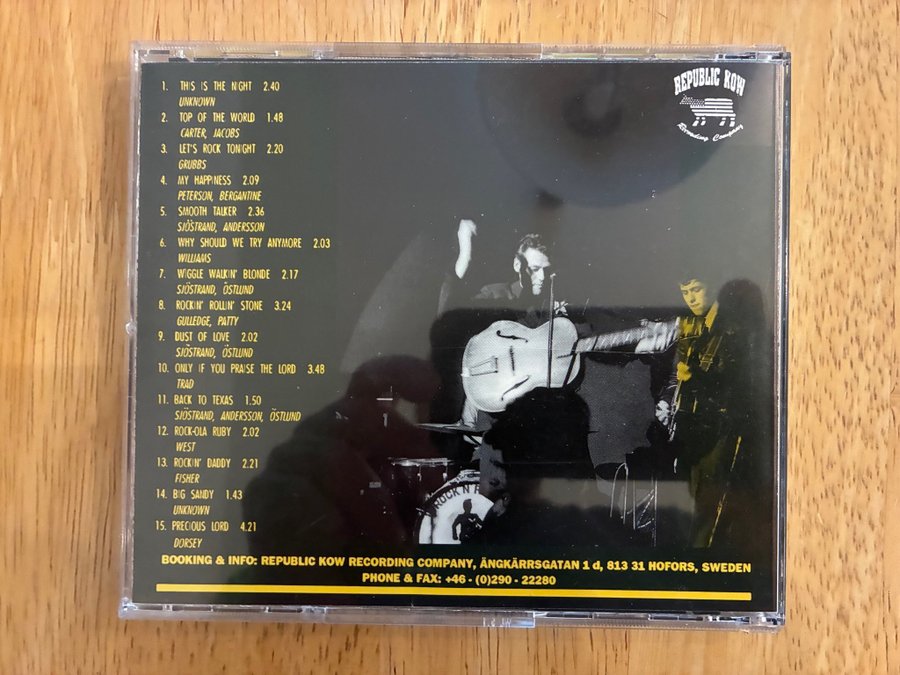 REPUBLIC KOW
Recording Company
1. THIS IS THE NIGHT 2.40
UNKNOWN
2. TOP OF THE WORLD 1.48
CARTER, JACOBS
3. LET'S ROCK TONIGHT 2.20
GRUBBS
4. MY HAPPINESS 2.09
PETERSON, BERGANTINE
5. SMOOTH TALKER 2.36
SJÖSTRAND, ANDERSSON
6. WHY SHOULD WE TRY ANYMORE 2.03
WILLIAMS
7. WIGGLE WALKIN' BLONDE 2.17
SJÖSTRAND, ÖSTLUND
8. ROCKIN' ROLLIN' STONE 3.24
GULLEDGE, PATTY
9. DUST OF LOVE 2.02
SJÖSTRAND, ÖSTLUND
10. ONLY IF YOU PRAISE THE LORD 3.48
TRAD
11. BACK TO TEXAS 1.50
SJÖSTRAND, ANDERSSON, ÖSTLUND
12. ROCK-OLA RUBY 2.02
WEST
13. ROCKIN' DADDY 2.21
FISHER
14. BIG SANDY 1.43
UNKNOWN
15. PRECIOUS LORD 4.21
DORSEY
ROCK N'
BOOKING & INFO: REPUBLIC KOW RECORDING COMPANY, ÄNGKÄRRSGATAN 1 d, 813 31 HOFORS, SWEDEN
PHONE & FAX: +46 - (0)290 - 22280